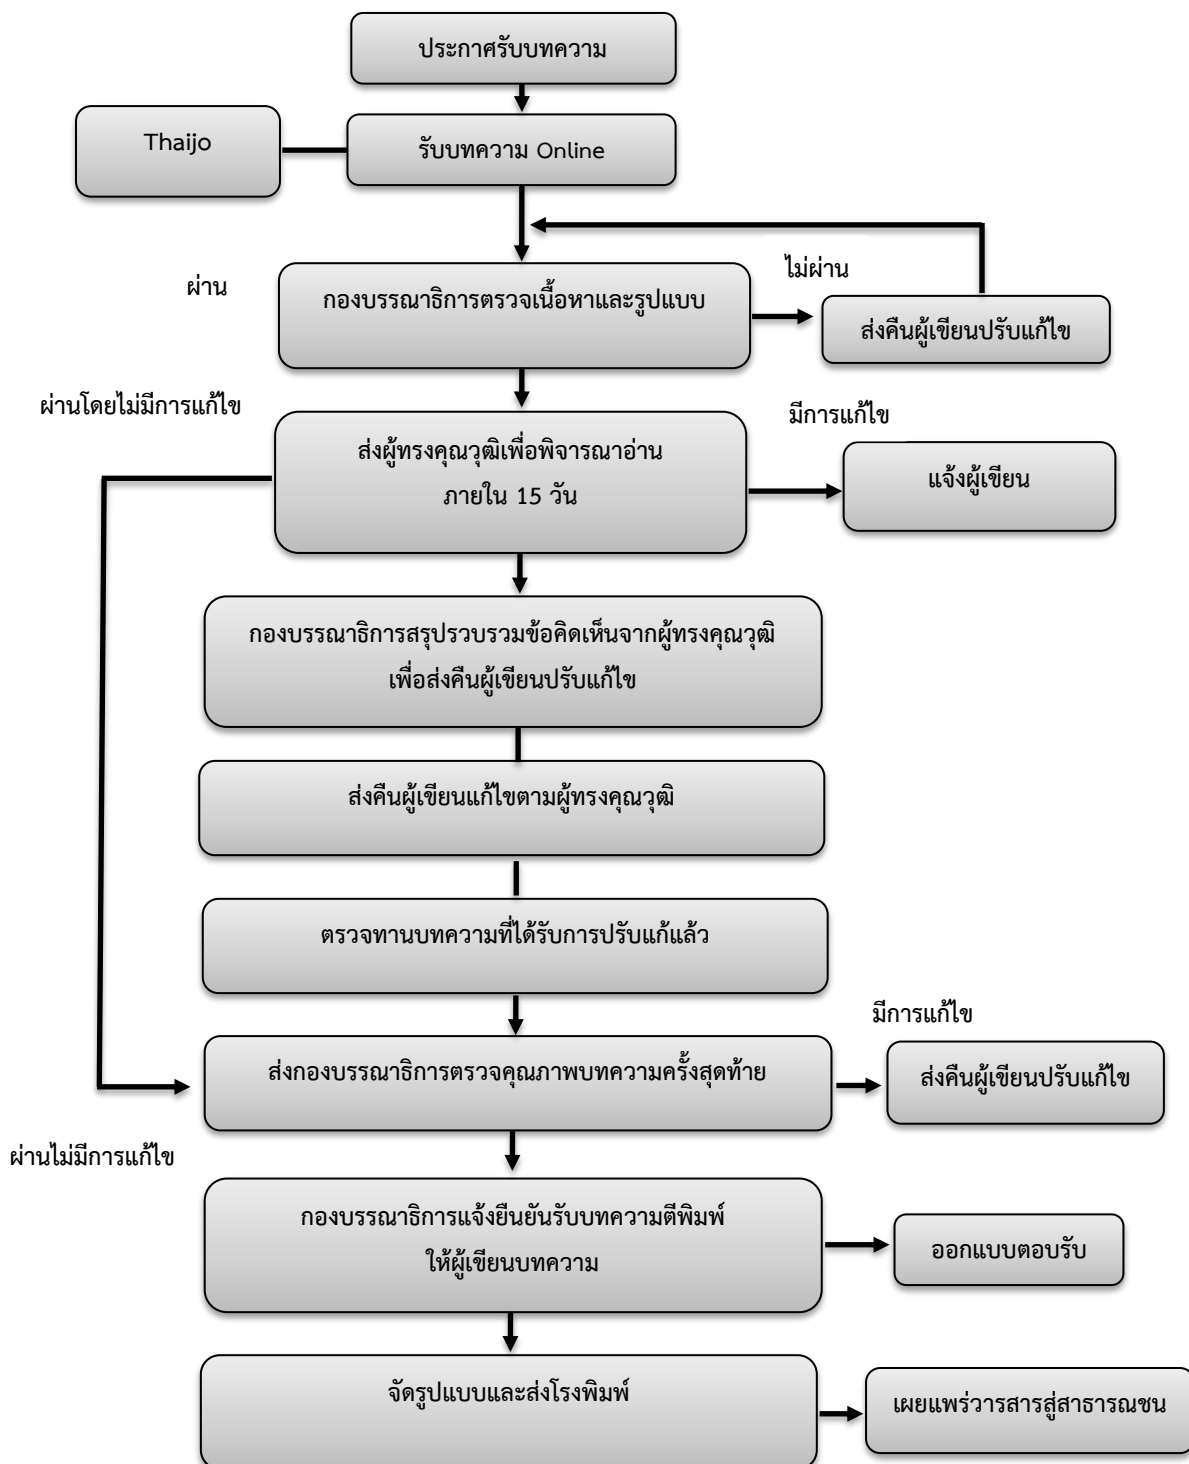 ประกาศรับบทความ
Thaijo
รับบทความ Online
ผ่าน
กองบรรณาธิการตรวจเนื้อหาและรูปแบบ
ไม่ผ่าน
ส่งคืนผู้เขียนปรับแก้ไข
ผ่านโดยไม่มีการแก้ไข
ส่งผู้ทรงคุณวุฒิเพื่อพิจารณาอ่าน
ภายใน 15 วัน
มีการแก้ไข
แจ้งผู้เขียน
กองบรรณาธิการสรุปรวบรวมข้อคิดเห็นจากผู้ทรงคุณวุฒิ
เพื่อส่งคืนผู้เขียนปรับแก้ไข
ส่งคืนผู้เขียนแก้ไขตามผู้ทรงคุณวุฒิ
ตรวจทานบทความที่ได้รับการปรับแก้แล้ว
มีการแก้ไข
ส่งกองบรรณาธิการตรวจคุณภาพบทความครั้งสุดท้าย
ส่งคืนผู้เขียนปรับแก้ไข
ผ่านไม่มีการแก้ไข
กองบรรณาธิการแจ้งยืนยันรับบทความตีพิมพ์
ให้ผู้เขียนบทความ
ออกแบบตอบรับ
จัดรูปแบบและส่งโรงพิมพ์
เผยแพร่วารสารสู่สาธารณชน